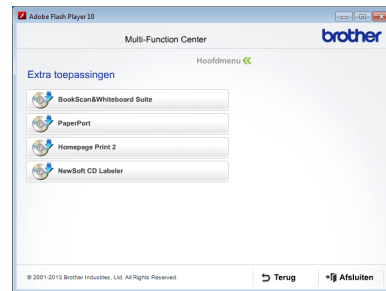 Adobe Flash Player 10
Multi-Function Center
brother
Hoofdmenu
Extra toepassingen
BookScan&Whiteboard Suite
PaperPort
Homepage Print 2
NewSoft CD Labeler
© 2001-2013 Brother Industries, Ltd. All Rights Reserved.
Terug
Afsluiten